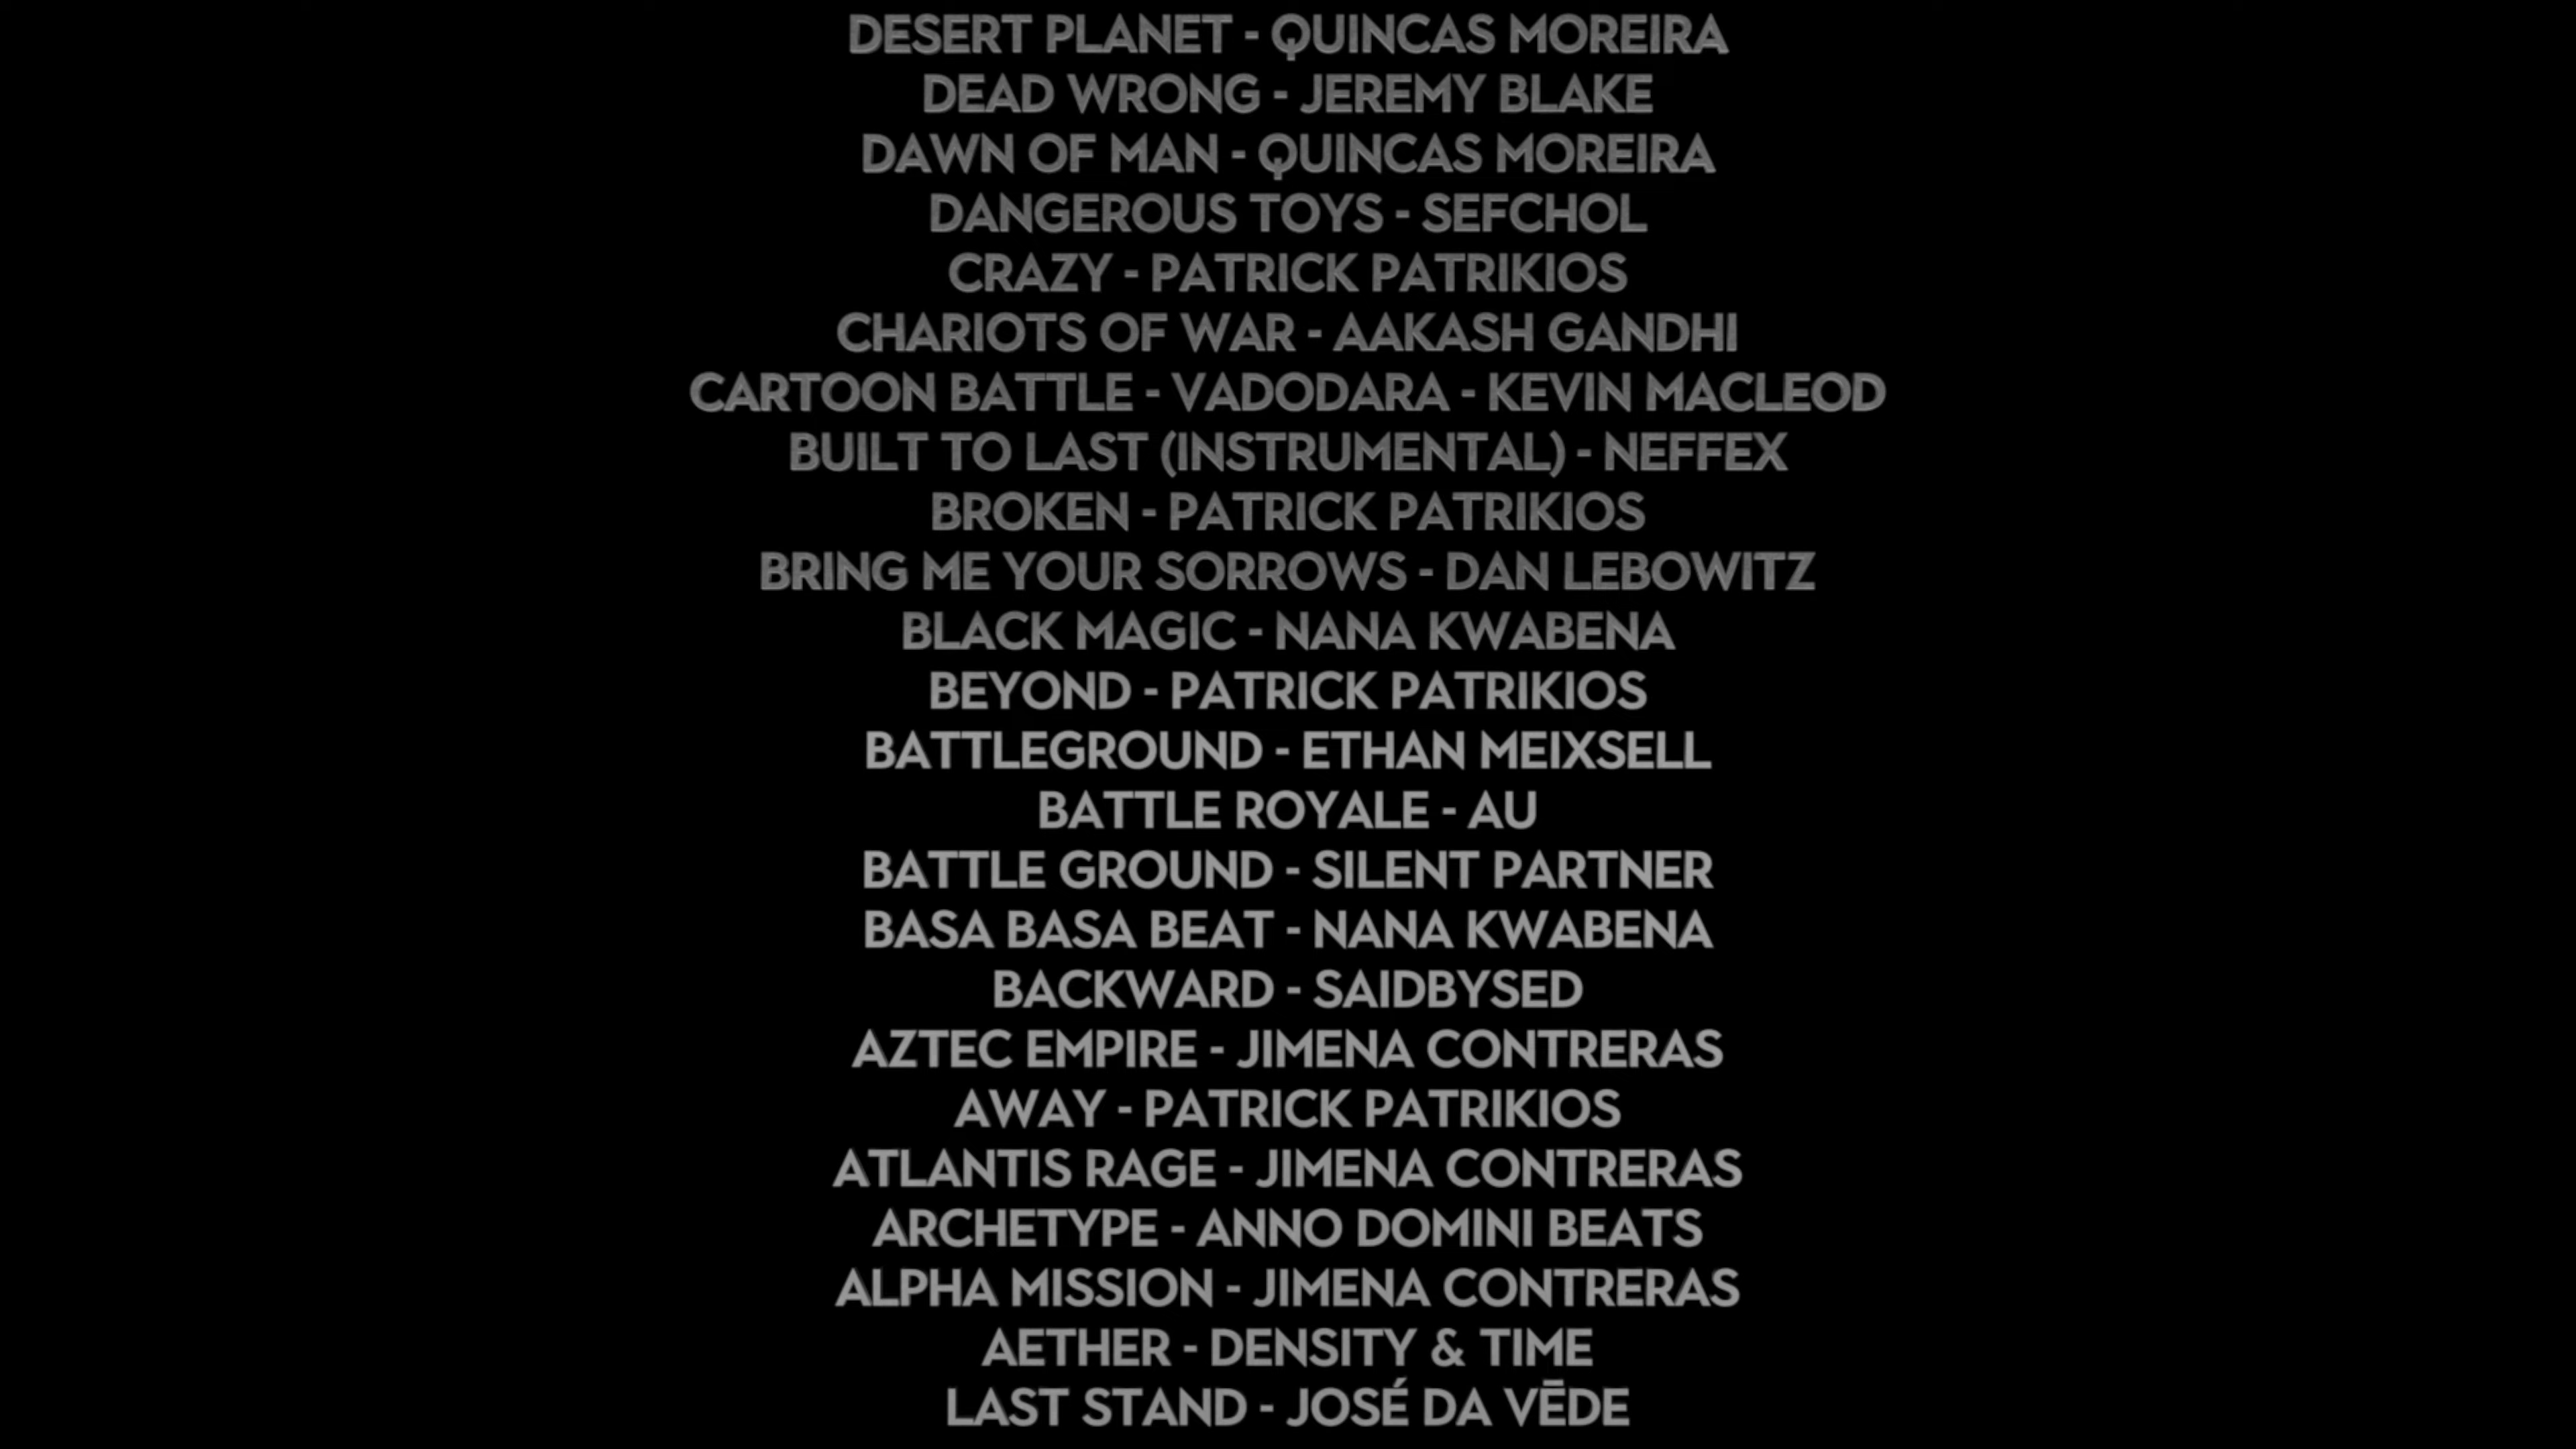 DESERT PLANET - QUINCAS MOREIRA
DEAD WRONG - JEREMY BLAKE
DAWN OF MAN - QUINCAS MOREIRA
DANGEROUS TOYS - SEFCHOL
CRAZY - PATRICK PATRIKIOS
CHARIOTS OF WAR - AAKASH GANDHI
CARTOON BATTLE - VADODARA - KEVIN MACLEOD
BUILT TO LAST (INSTRUMENTAL) - NEFFEX
BROKEN - PATRICK PATRIKIOS
BRING ME YOUR SORROWS - DAN LEBOWITZ
BLACK MAGIC - NANA KWABENA
BEYOND - PATRICK PATRIKIOS
BATTLEGROUND - ETHAN MEIXSELL
BATTLE ROYALE - AU
BATTLE GROUND - SILENT PARTNER
BASA BASA BEAT - NANA KWABENA
BACKWARD - SAIDBYSED
AZTEC EMPIRE - JIMENA CONTRERAS
AWAY - PATRICK PATRIKIOS
ATLANTIS RAGE - JIMENA CONTRERAS
ARCHETYPE - ANNO DOMINI BEATS
ALPHA MISSION - JIMENA CONTRERAS
AETHER - DENSITY & TIME
LAST STAND - JOSÉ DA VĒDE